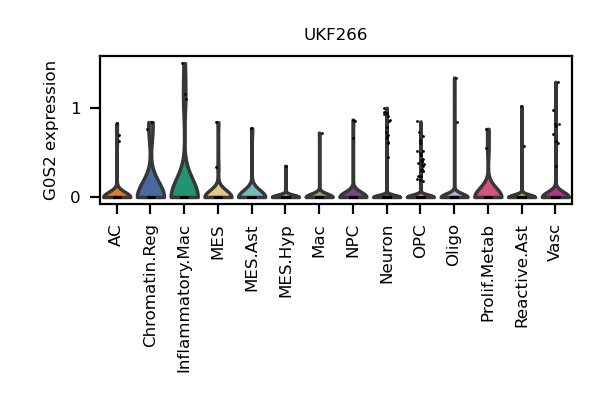 UKF266
G0S2 expression
1
0
AC
Chromatin.Reg
Inflammatory.Mac
MES
MES.Ast
MES.Hyp
Mac
NPC
Neuron
OPC
Oligo
Prolif.Metab
Reactive.Ast
Vasc